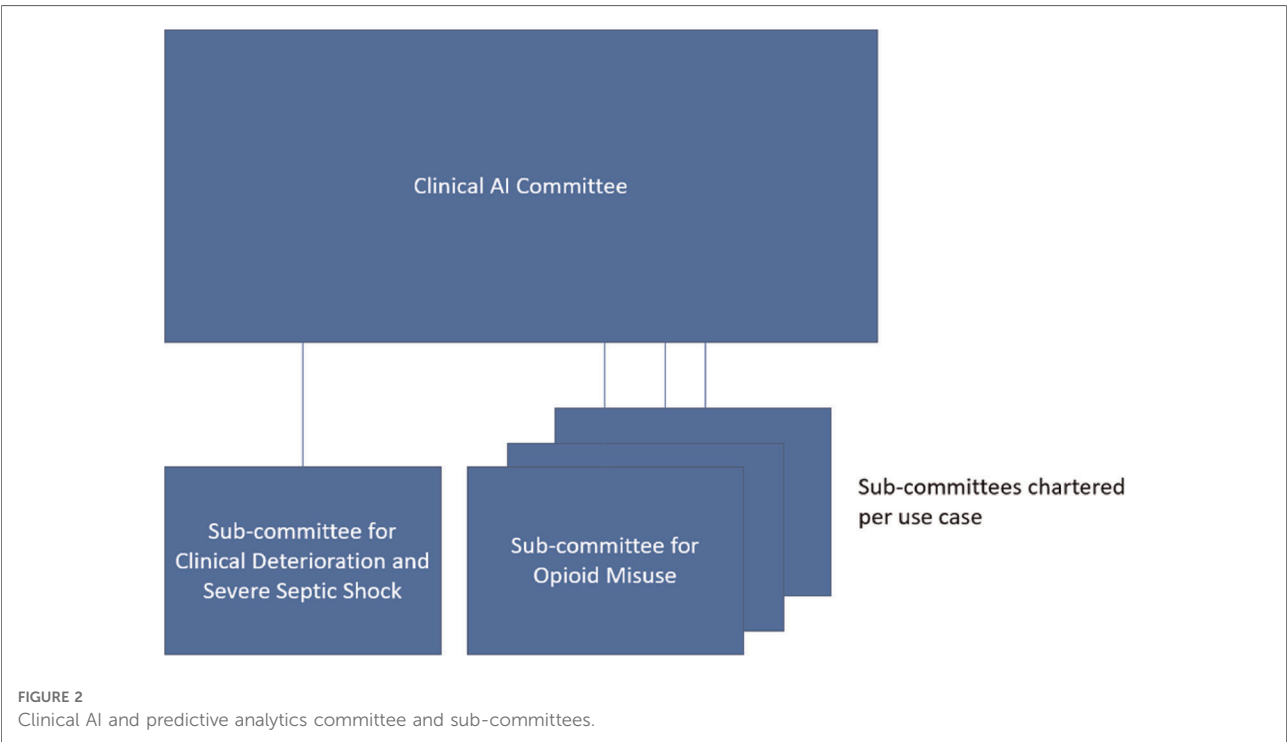 Clinical AI Committee
Sub-committee for
Clinical Deterioration and
Severe Septic Shock
Sub-committee for
Opioid Misuse
Sub-committees chartered
per use case
FIGURE 2
Clinical AI and predictive analytics committee and sub-committees.